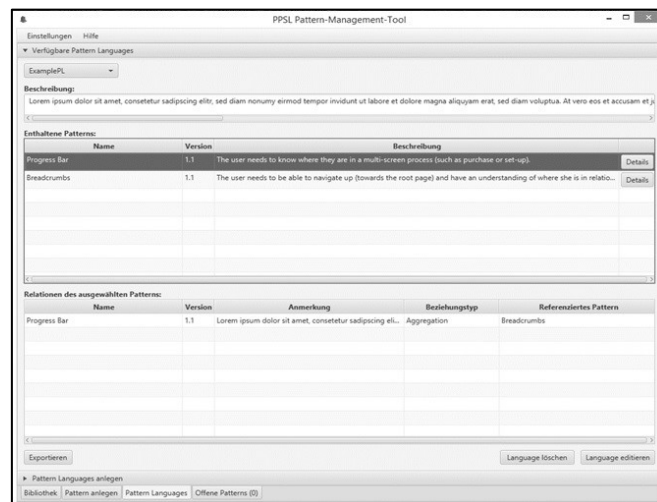 PPSL Pattern-Management-Tool
Einstellungen Hilfe
Verfügbare Pattern Languages
ExamplePL
Beschreibung:
Lorem ipsum dolor sit amet, consetetur sadipscing elitr, sed diam nonumy eirmod tempor invidunt ut labore et dolore magna aliquyam erat, sed diam voluptua. At vero eos et accusam et ju
Enthaltene Patterns:
Name Version Beschreibung
Progress Bar 1.1 The user needs to know where they are in a multi-screen process (such as purchase or set-up). Details
Breadcrumbs 1.1 The user needs to be able to navigate up (towards the root page) and have an understanding of where she is in relatio... Details
Relationen des ausgewählten Patterns:
Name Version Anmerkung Beziehungstyp Referenziertes Pattern
Progress Bar 1.1 Lorem ipsum dolor sit amet, consetetur sadipscing eli... Aggregation Breadcrumbs
Exportieren Language löschen Language editieren
Pattern Languages anlegen
Bibliothek Pattern anlegen Pattern Languages Offene Patterns (0)